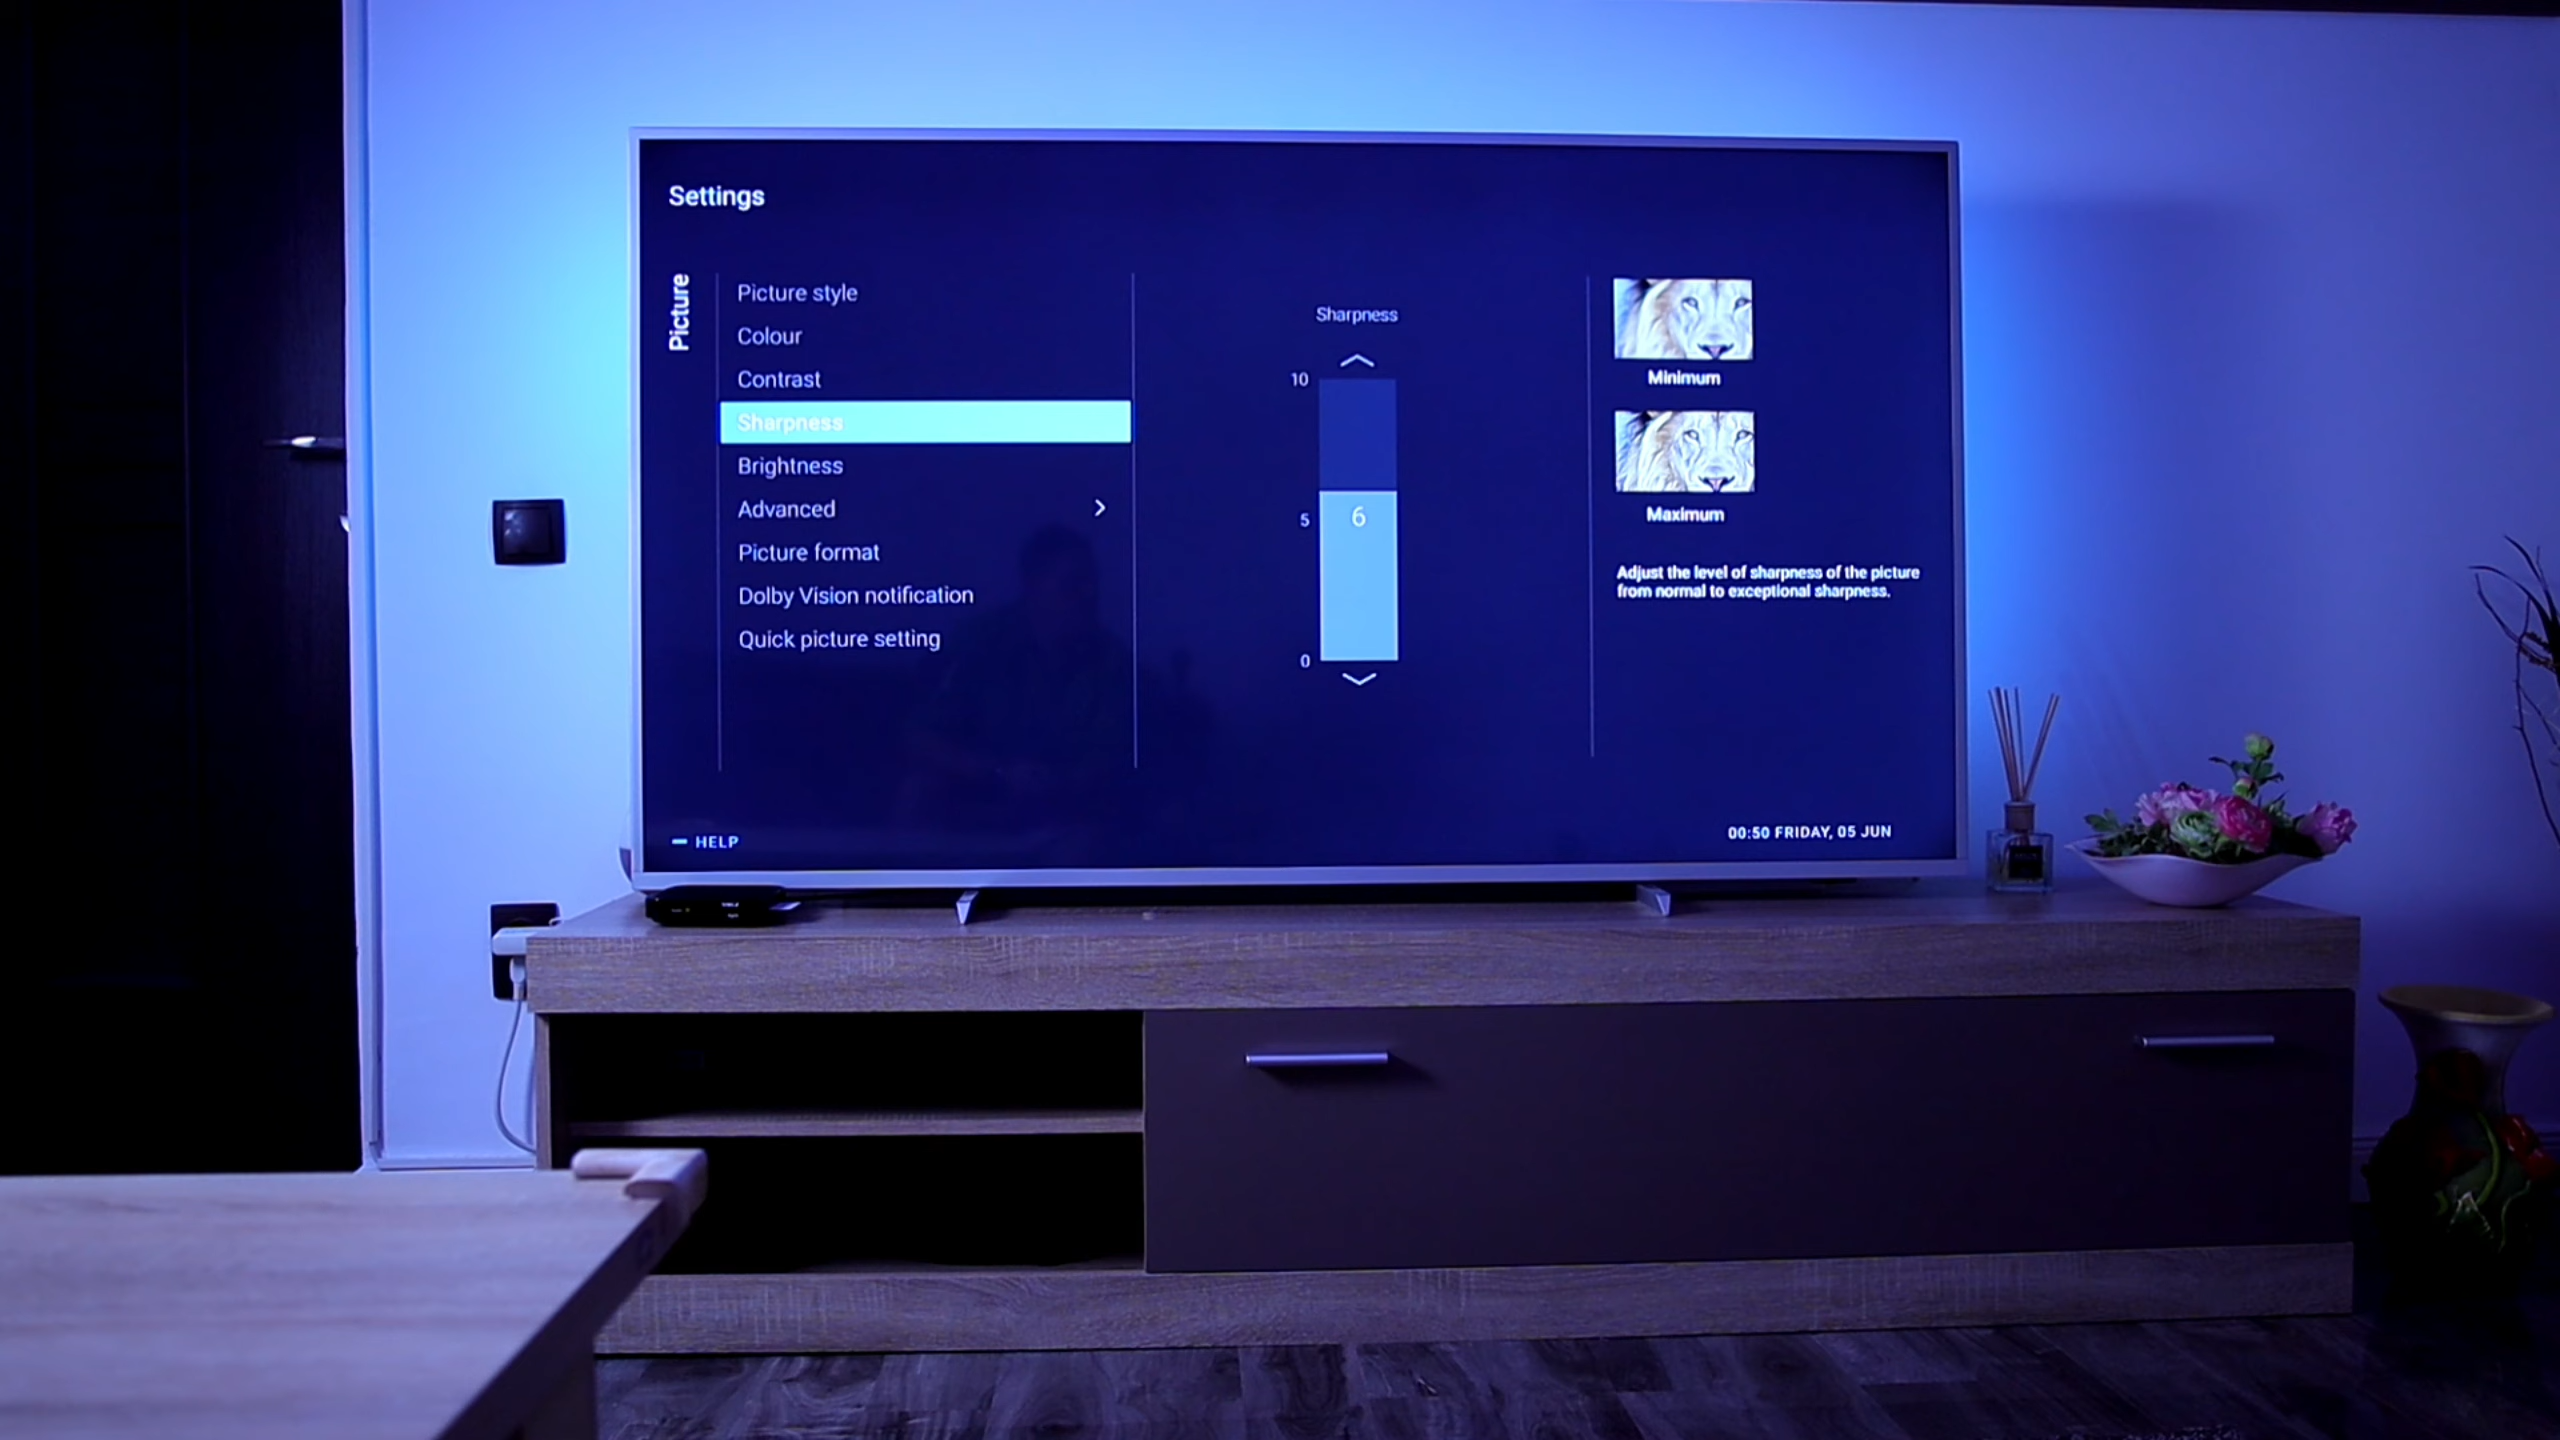 Settings
Picture
Picture style
Colour
Contrast
Sharpness
Brightness
Advanced
Picture format
Dolby Vision notification
Quick picture setting
Sharpness
10
5
6
0
Minimum
Maximum
Adjust the level of sharpness of the picture
from normal to exceptional sharpness.
HELP
00:50 FRIDAY, 05 JUN